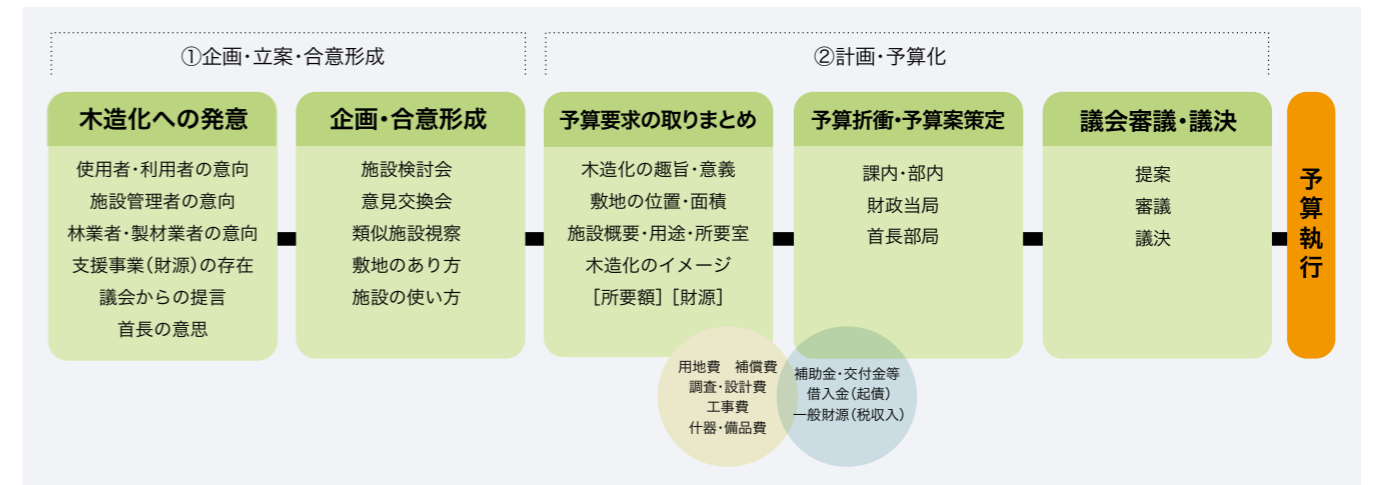 ①企画・立案・合意形成
②計画・予算化
木造化への発意
使用者・利用者の意向
施設管理者の意向
林業者・製材業者の意向
支援事業(財源)の存在
議会からの提言
首長の意思
企画・合意形成
施設検討会
意見交換会
類似施設視察
敷地のあり方
施設の使い方
予算要求の取りまとめ
木造化の趣旨・意義
敷地の位置・面積
施設概要・用途・所要室
木造化のイメージ
[所要額][財源]
用地費 補償費
調査・設計費
工事費
什器・備品費
補助金・交付金等
借入金(起債)
一般財源(税収入)
予算折衝・予算案策定
課内・部内
財政当局
首長部局
議会審議・議決
提案
審議
議決
予算執行